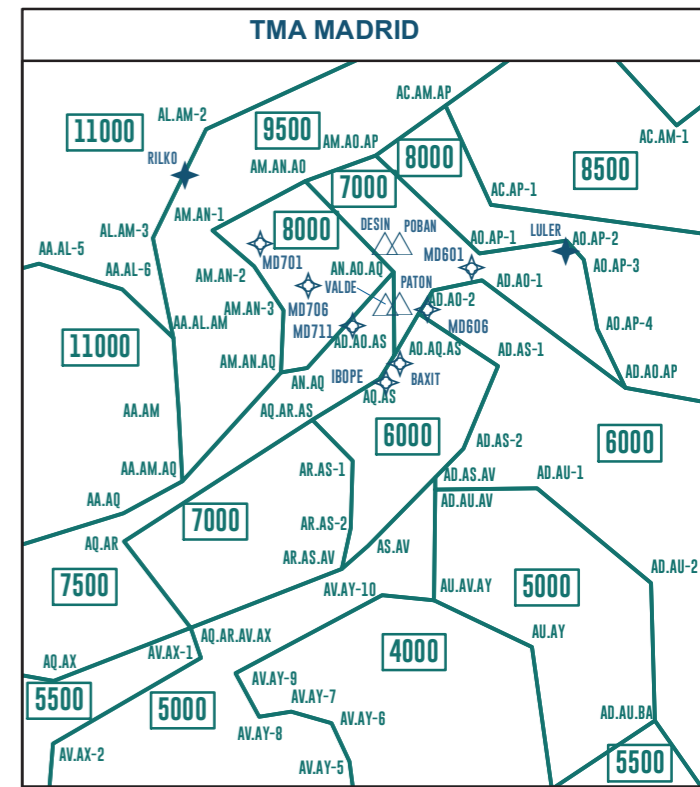 TMA MADRID
AC.AM.AP
AL.AM-2
11000
9500
AM.AO.AP
AC.AM-1
8000
8500
RILKO
AM.AN.AO
7000
AC.AP-1
AM.AN-1
8000
DESIN
POBAN
LULER
AL.AM-3
AO.AP-1
AO.AP-2
AA.AL-5
MD701
MD601
AO.AP-3
AA.AL-6
AM.AN-2
AN.AO.AQ
VALDE
PATON
AD.AO-1
MD706
AD.AO-2
AM.AN-3
MD711
MD606
AA.AL.AM
AO.AP-4
11000
AD.AO.AS
AO.AQ.AS
AD.AS-1
AM.AN.AQ
AN.AQ
IBOPE
BAXIT
AD.AO.AP
AA.AM
AQ.AS
AQ.AR.AS
6000
6000
AD.AS-2
AR.AS-1
AA.AM.AQ
AD.AS.AV
AD.AU-1
AA.AQ
AD.AU.AV
7000
AR.AS-2
AQ.AR
AS.AV
AR.AS.AV
AD.AU-2
7500
AV.AY-10
AU.AV.AY
5000
AQ.AR.AV.AX
AU.AY
AQ.AX
AV.AX-1
4000
5500
5000
AV.AY-9
AV.AY-7
AV.AY-6
AD.AU.BA
AV.AY-8
AV.AX-2
AV.AY-5
5500